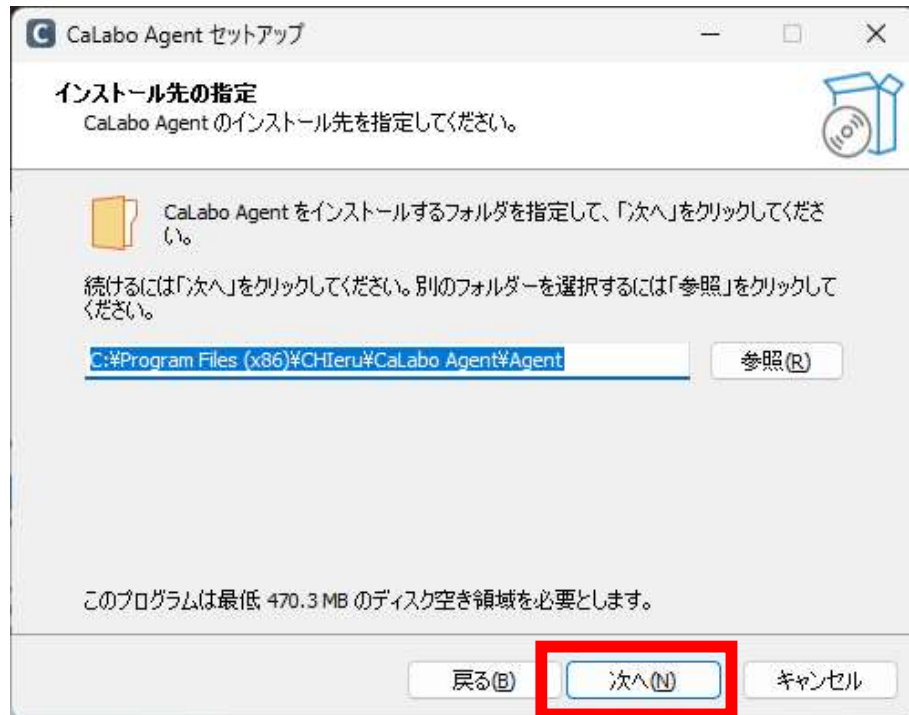 CaLabo Agent セットアップ
インストール先の指定
CaLabo Agent のインストール先を指定してください。
CaLabo Agent をインストールするフォルダを指定して、「次へ」をクリックしてくださ
い。
続けるには「次へ」をクリックしてください。別のフォルダーを選択するには「参照」をクリックして
ください。
C:¥Program Files (x86)¥CHIeru¥CaLabo Agent¥Agent
参照(R)
このプログラムは最低 470.3 MB のディスク空き領域を必要とします。
戻る(B)
次へ(N)
キャンセル